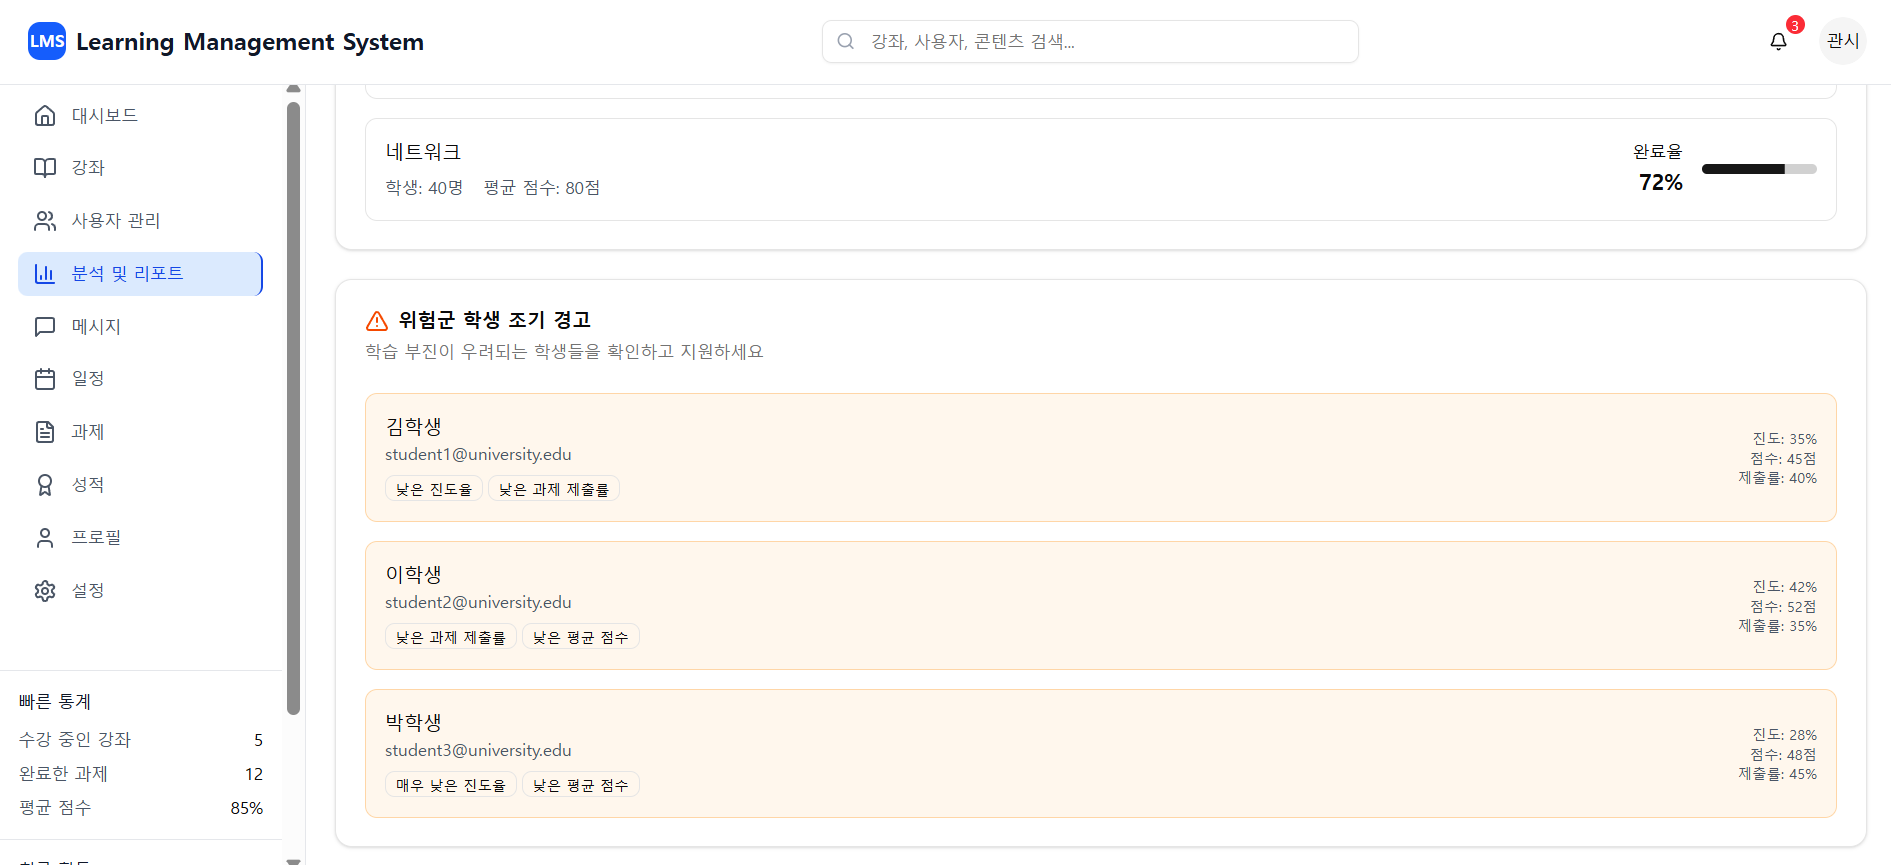 LMS Learning Management System
강좌, 사용자, 콘텐츠 검색...
3
관시
대시보드
강좌
사용자 관리
분석 및 리포트
메시지
일정
과제
성적
프로필
설정
빠른 통계
수강 중인 강좌 5
완료한 과제 12
평균 점수 85%
네트워크
학생: 40명 평균 점수: 80점
완료율
72%
위험군 학생 조기 경고
학습 부진이 우려되는 학생들을 확인하고 지원하세요
김학생
student1@university.edu
낮은 진도율 낮은 과제 제출률
진도: 35%
점수: 45점
제출률: 40%
이학생
student2@university.edu
낮은 과제 제출률 낮은 평균 점수
진도: 42%
점수: 52점
제출률: 35%
박학생
student3@university.edu
매우 낮은 진도율 낮은 평균 점수
진도: 28%
점수: 48점
제출률: 45%